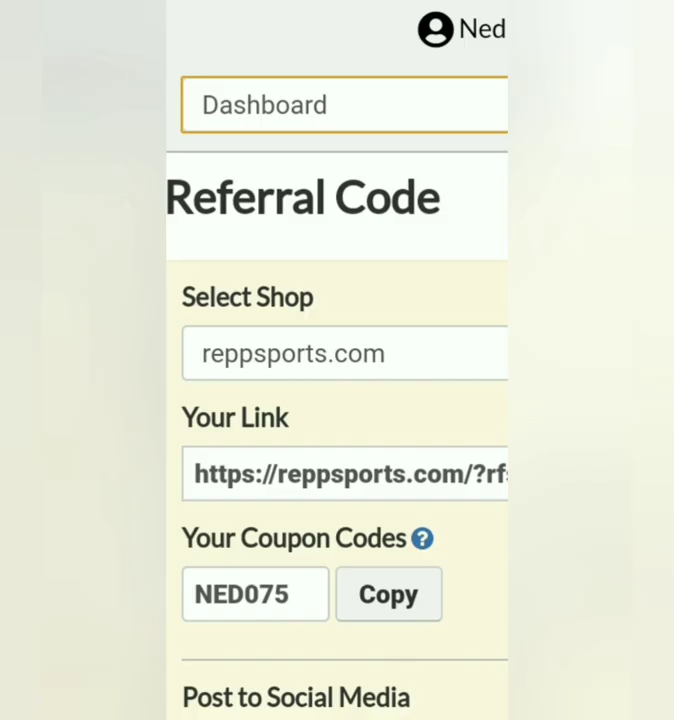 Ned
Dashboard
Referral Code
Select Shop
reppsports.com
Your Link
https://reppsports.com/?rf
Your Coupon Codes ?
NED075 Copy
Post to Social Media